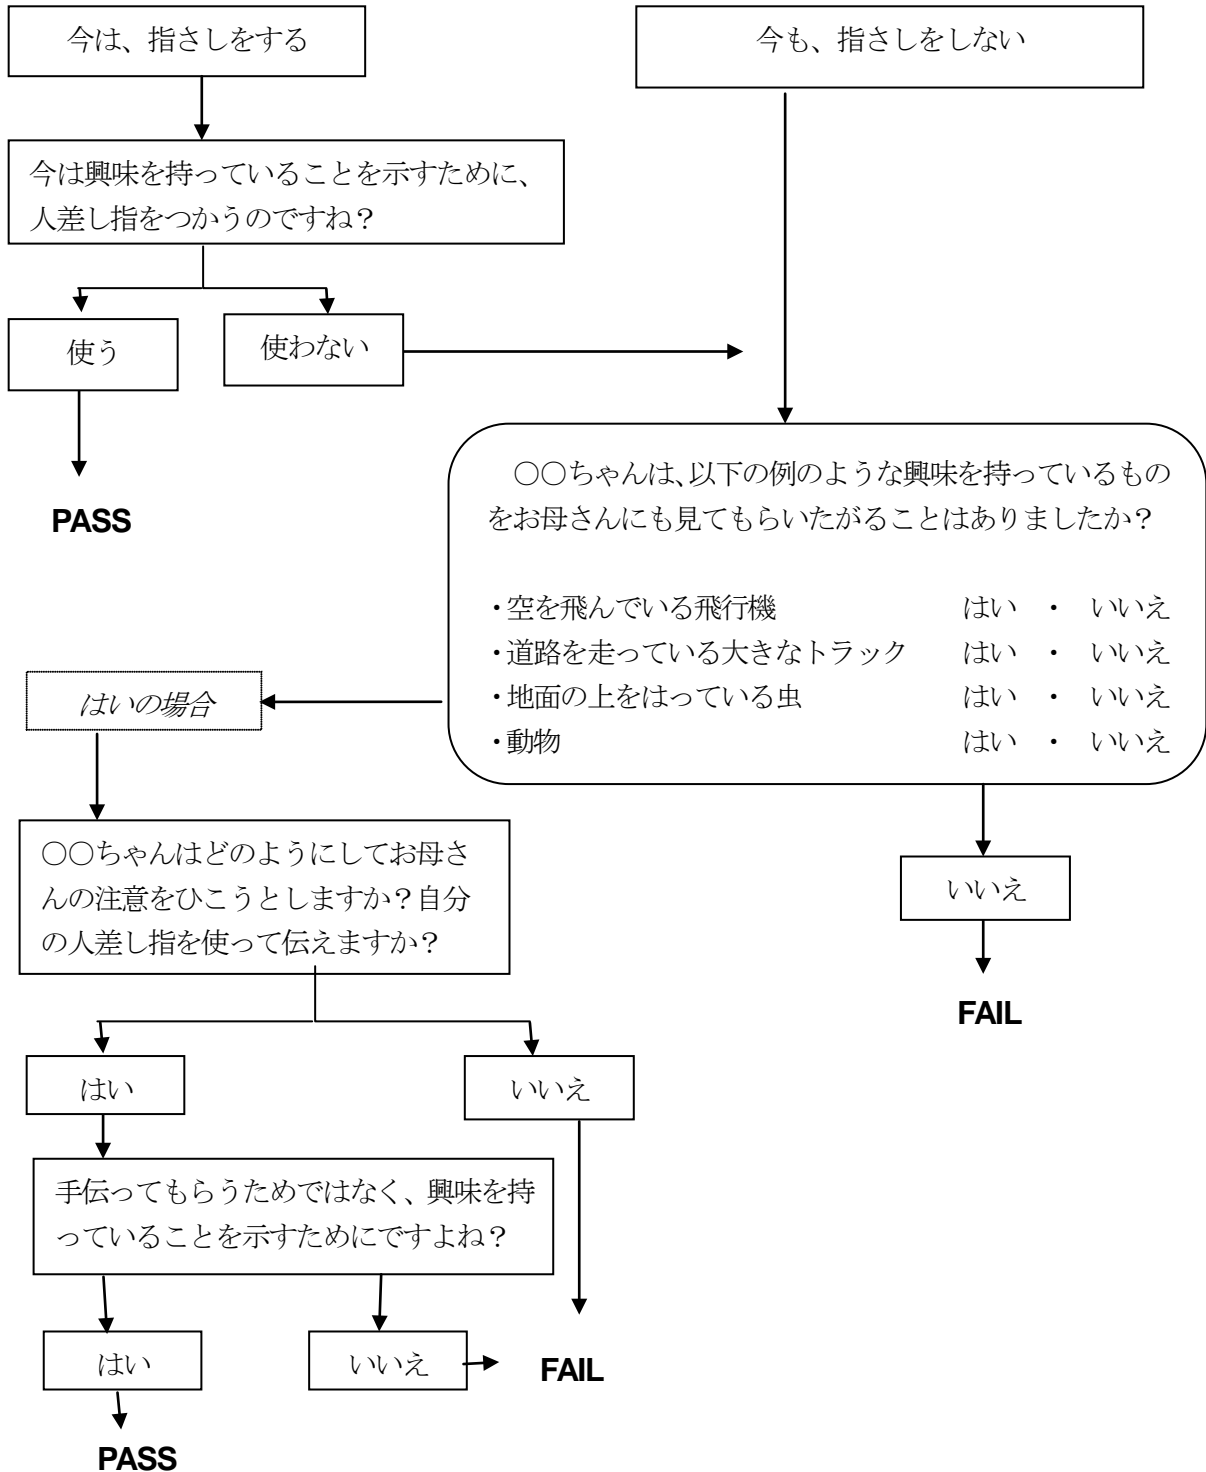 今は、指さしをする
今も、指さしをしない
今は興味を持っていることを示すために、
人差し指をつかうのですね？
使う
使わない
PASS
〇〇ちゃんは、以下の例のような興味を持っているもの
をお母さんにも見てもらいたがることはありましたか？
・空を飛んでいる飛行機 はい ・ いいえ
・道路を走っている大きなトラック はい ・ いいえ
・地面の上をはっている虫 はい ・ いいえ
・動物 はい ・ いいえ
はいの場合
〇〇ちゃんはどのようにしてお母さ
んの注意をひこうとしますか？自分
の人差し指を使って伝えますか？
いいえ
FAIL
はい
いいえ
手伝ってもらうためではなく、興味を持
っていることを示すためにですよね？
はい
いいえ
FAIL
PASS